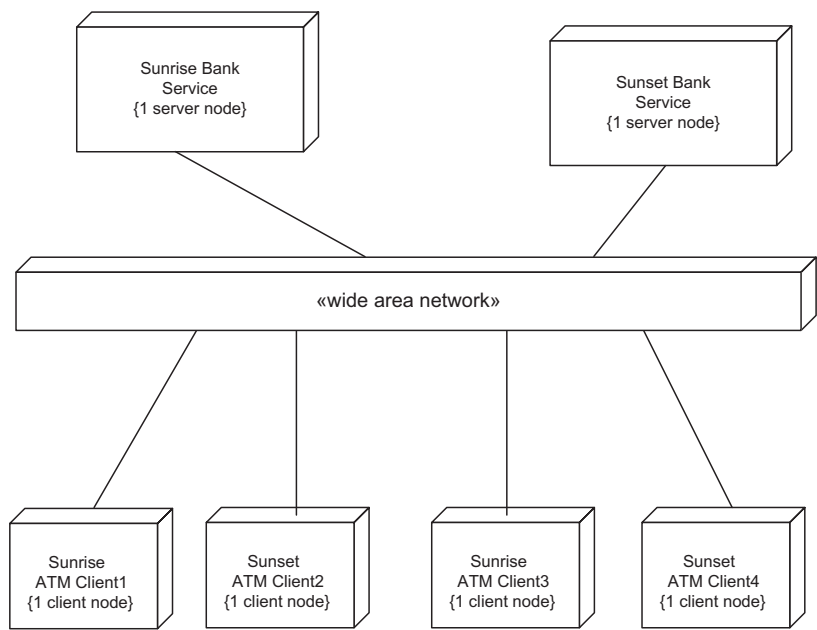 Sunrise Bank
Service
{1 server node}
Sunset Bank
Service
{1 server node}
«wide area network»
Sunrise
ATM Client1
{1 client node}
Sunset
ATM Client2
{1 client node}
Sunrise
ATM Client3
{1 client node}
Sunset
ATM Client4
{1 client node}